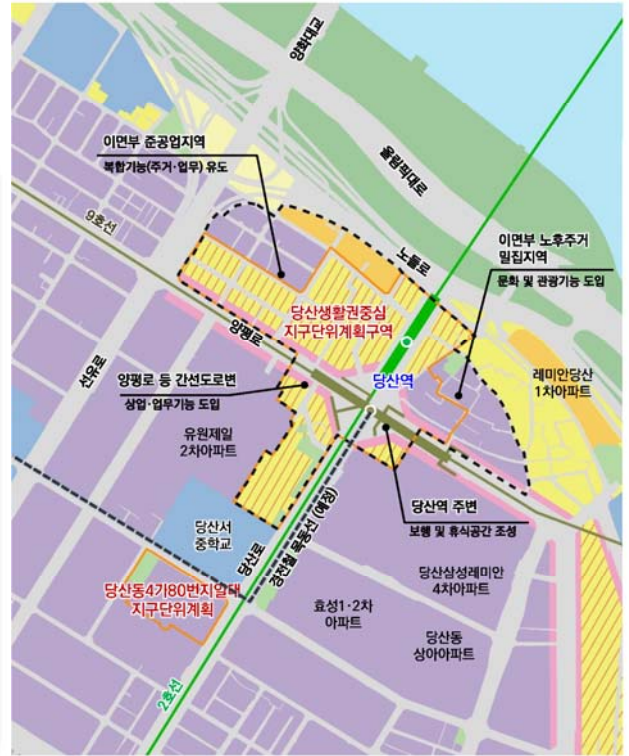 양화대교
이면부 준공업지역
복합기능(주거·업무) 유도
올림픽대로
9호선
노들로
이면부 노후주거
밀집지역
문화 및 관광기능 도입
당산생활권중심
지구단위계획구역
양평로
선유로
당산역
레미안당산
1차아파트
양평로 등 간선도로변
상업·업무기능 도입
유원제일
2차아파트
당산역 주변
보행 및 휴식공간 조성
당산서
중학교
당산로
경전철 목동선 (예정)
당산동4가80번지일대
지구단위계획
당산삼성레미안
4차아파트
효성1·2차
아파트
당산동
상아아파트
2호선